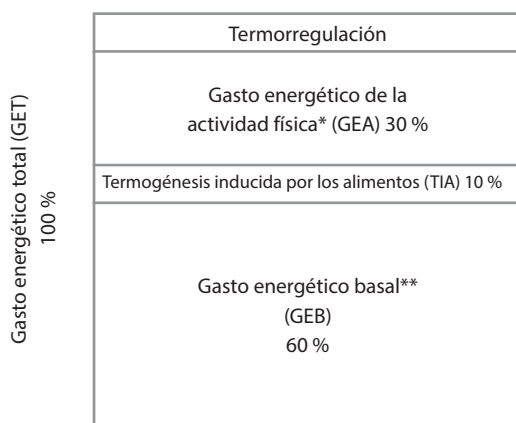 Gasto energético total (GET)
100 %
Termorregulación
Gasto energético de la
actividad física* (GEA) 30 %
Termogénesis inducida por los alimentos (TIA) 10 %
Gasto energético basal**
(GEB)
60 %